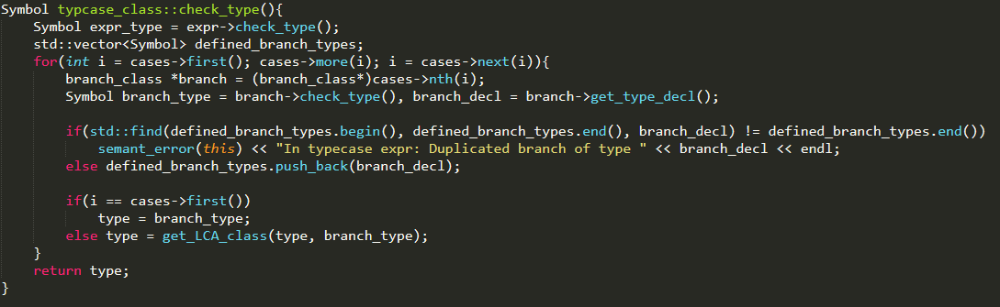 Symbol typcase_class::check_type(){
    Symbol expr_type = expr->check_type();
    std::vector<Symbol> defined_branch_types;
    for(int i = cases->first(); cases->more(i); i = cases->next(i)){
        branch_class *branch = (branch_class*)cases->nth(i);
        Symbol branch_type = branch->check_type(), branch_decl = branch->get_type_decl();

        if(std::find(defined_branch_types.begin(), defined_branch_types.end(), branch_decl) != defined_branch_types.end())
            semant_error(this) << "In typecase expr: Duplicated branch of type " << branch_decl << endl;
        else defined_branch_types.push_back(branch_decl);

        if(i == cases->first())
            type = branch_type;
        else type = get_LCA_class(type, branch_type);
    }
    return type;
}